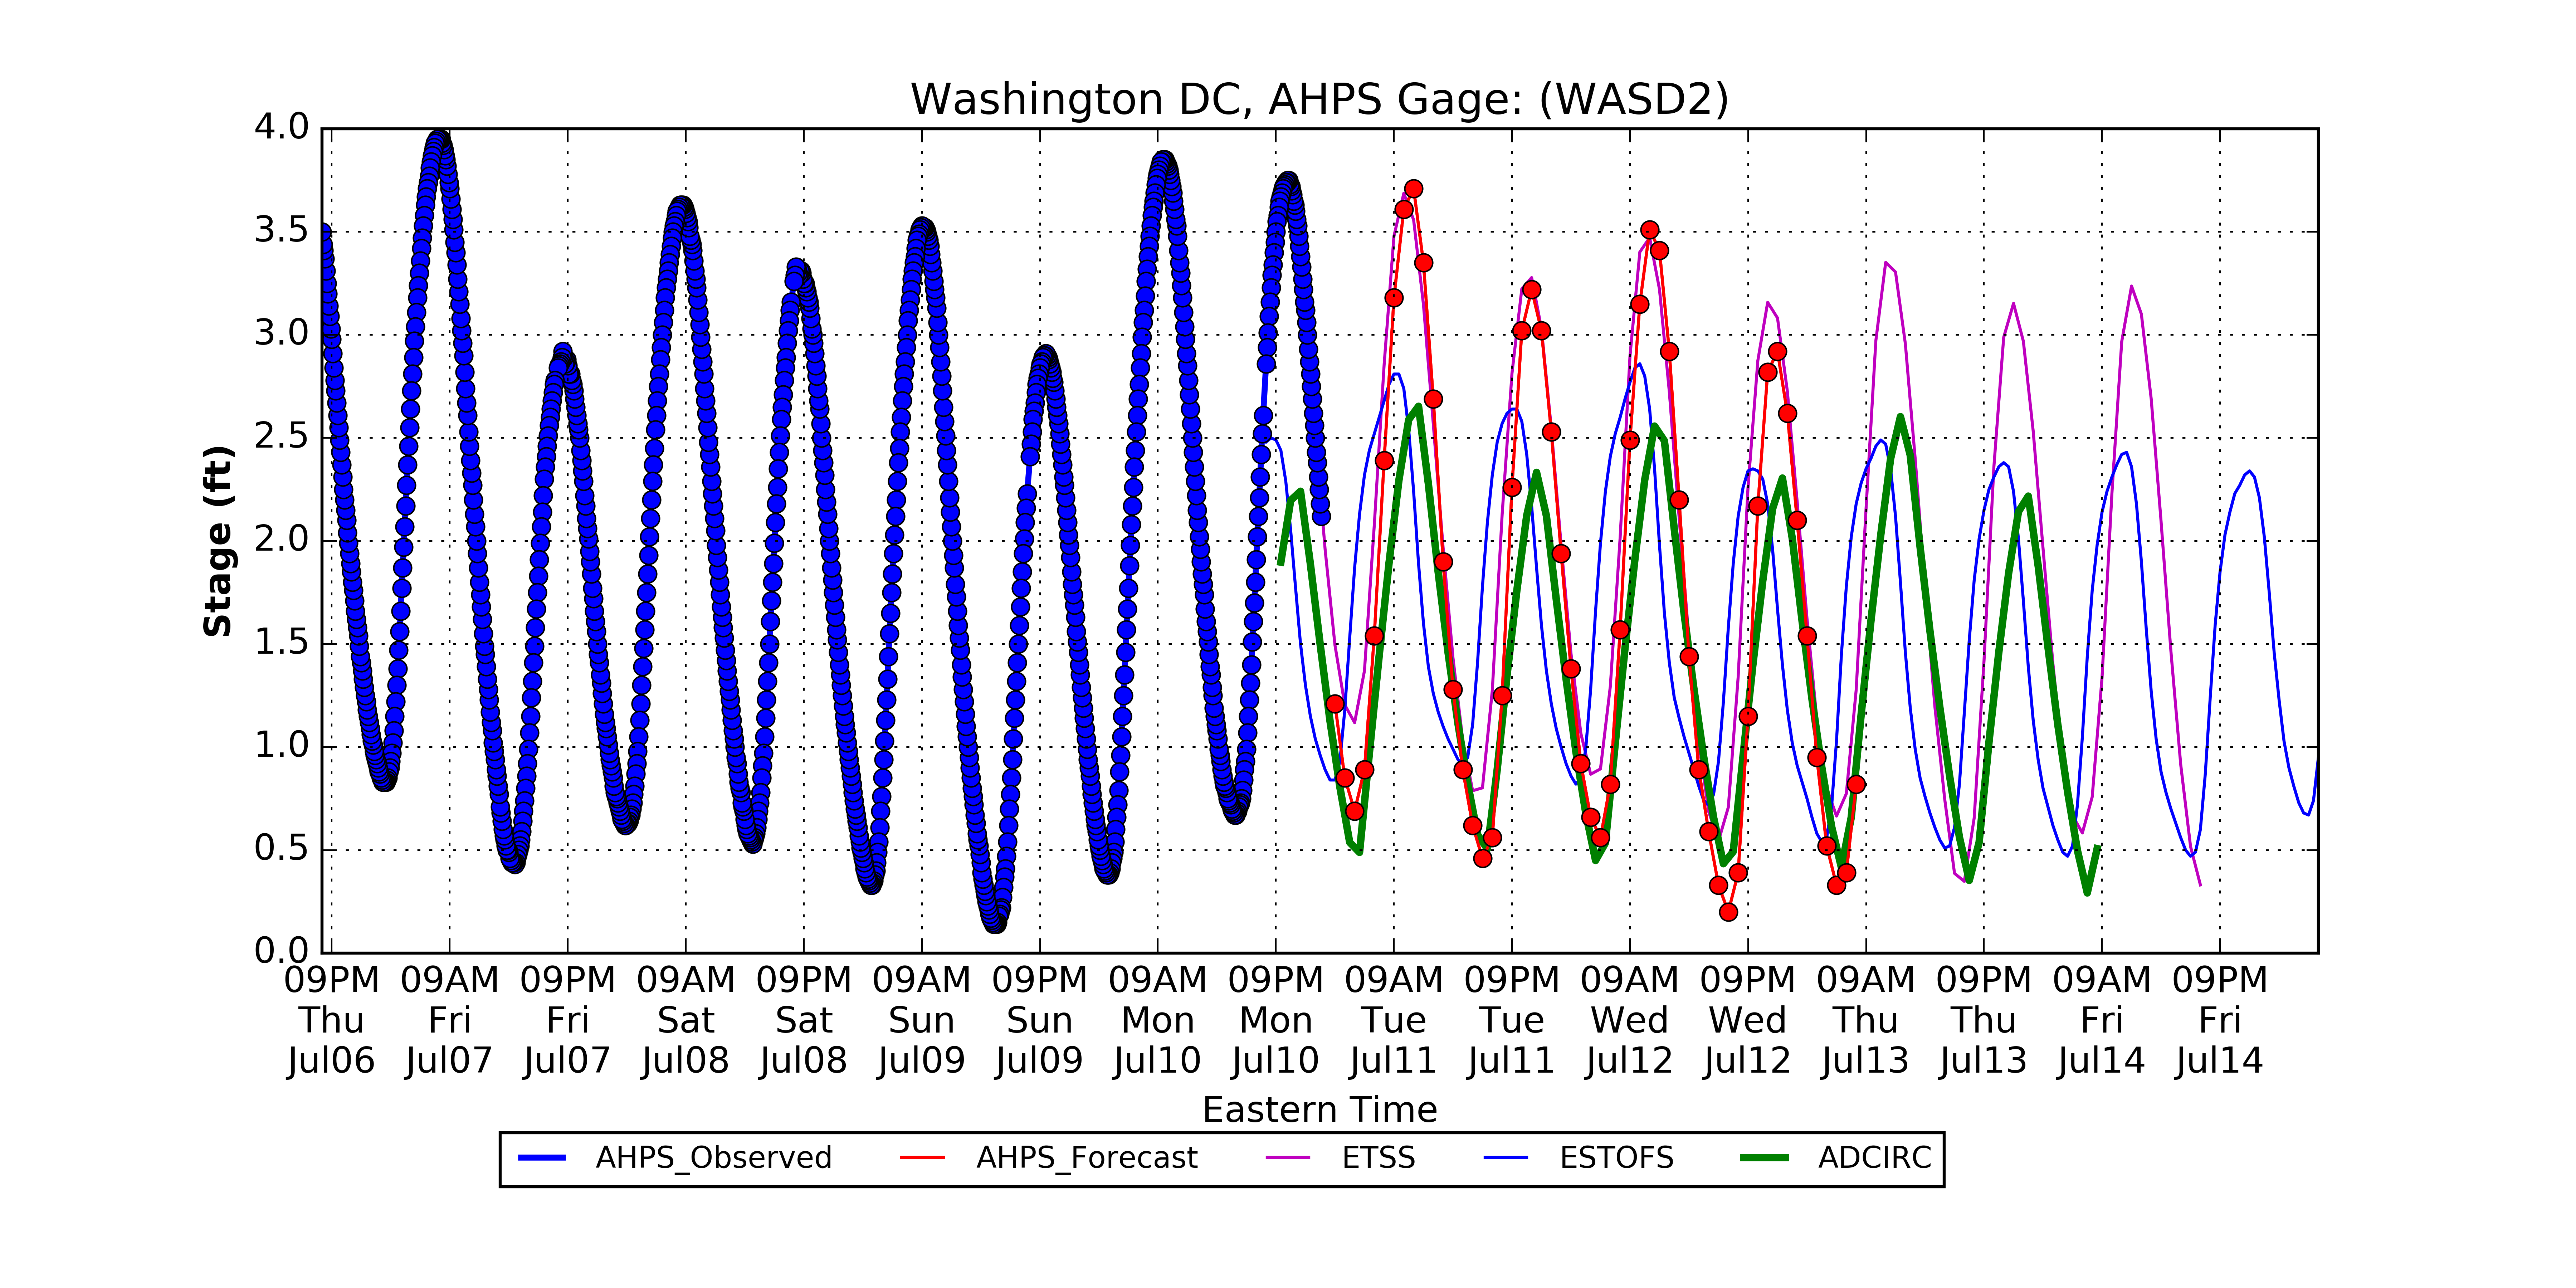 Washington DC, AHPS Gage: (WASD2)
4.0
3.5
3.0
2.5
2.0
1.5
1.0
0.5
0.0
Stage (ft)
09PM 09AM 09PM 09AM 09PM 09AM 09PM 09AM 09PM 09AM 09PM 09AM 09PM 09AM 09PM 09AM 09PM
Thu Fri Fri Sat Sat Sun Sun Mon Mon Tue Tue Wed Wed Thu Thu Fri Fri
Jul06 Jul07 Jul07 Jul08 Jul08 Jul09 Jul09 Jul10 Jul10 Jul11 Jul11 Jul12 Jul12 Jul13 Jul13 Jul14 Jul14
Eastern Time
AHPS_Observed AHPS_Forecast ETSS ESTOFS ADCIRC